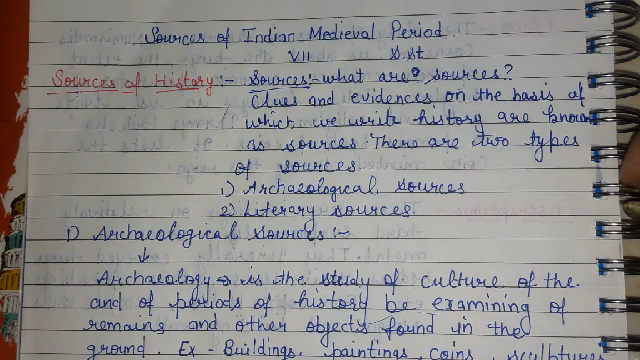 Sources of Indian Medieval Period
VII S.St
Sources of History :- Sources:- what are sources?
Clues and evidences on the basis of
which we write history are known
as sources There are two types
of sources
1) Archaeological sources
2) Literary sources.
1) Archaeological sources :-
↓
Archaeology → is the study of culture of the
and of periods of history be examining of
remains and other objects found in the
ground. Ex - Buildings, paintings, coins, sculptures